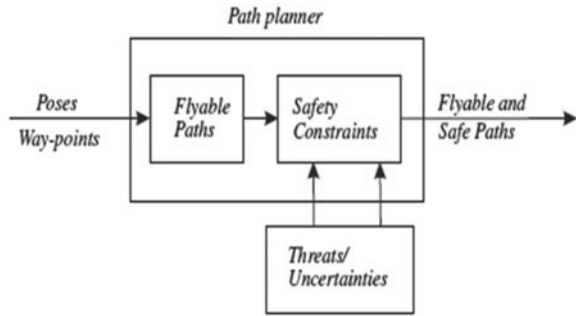 Path planner
Poses
Way-points
Flyable
Paths
Safety
Constraints
Flyable and
Safe Paths
Threats/
Uncertainties